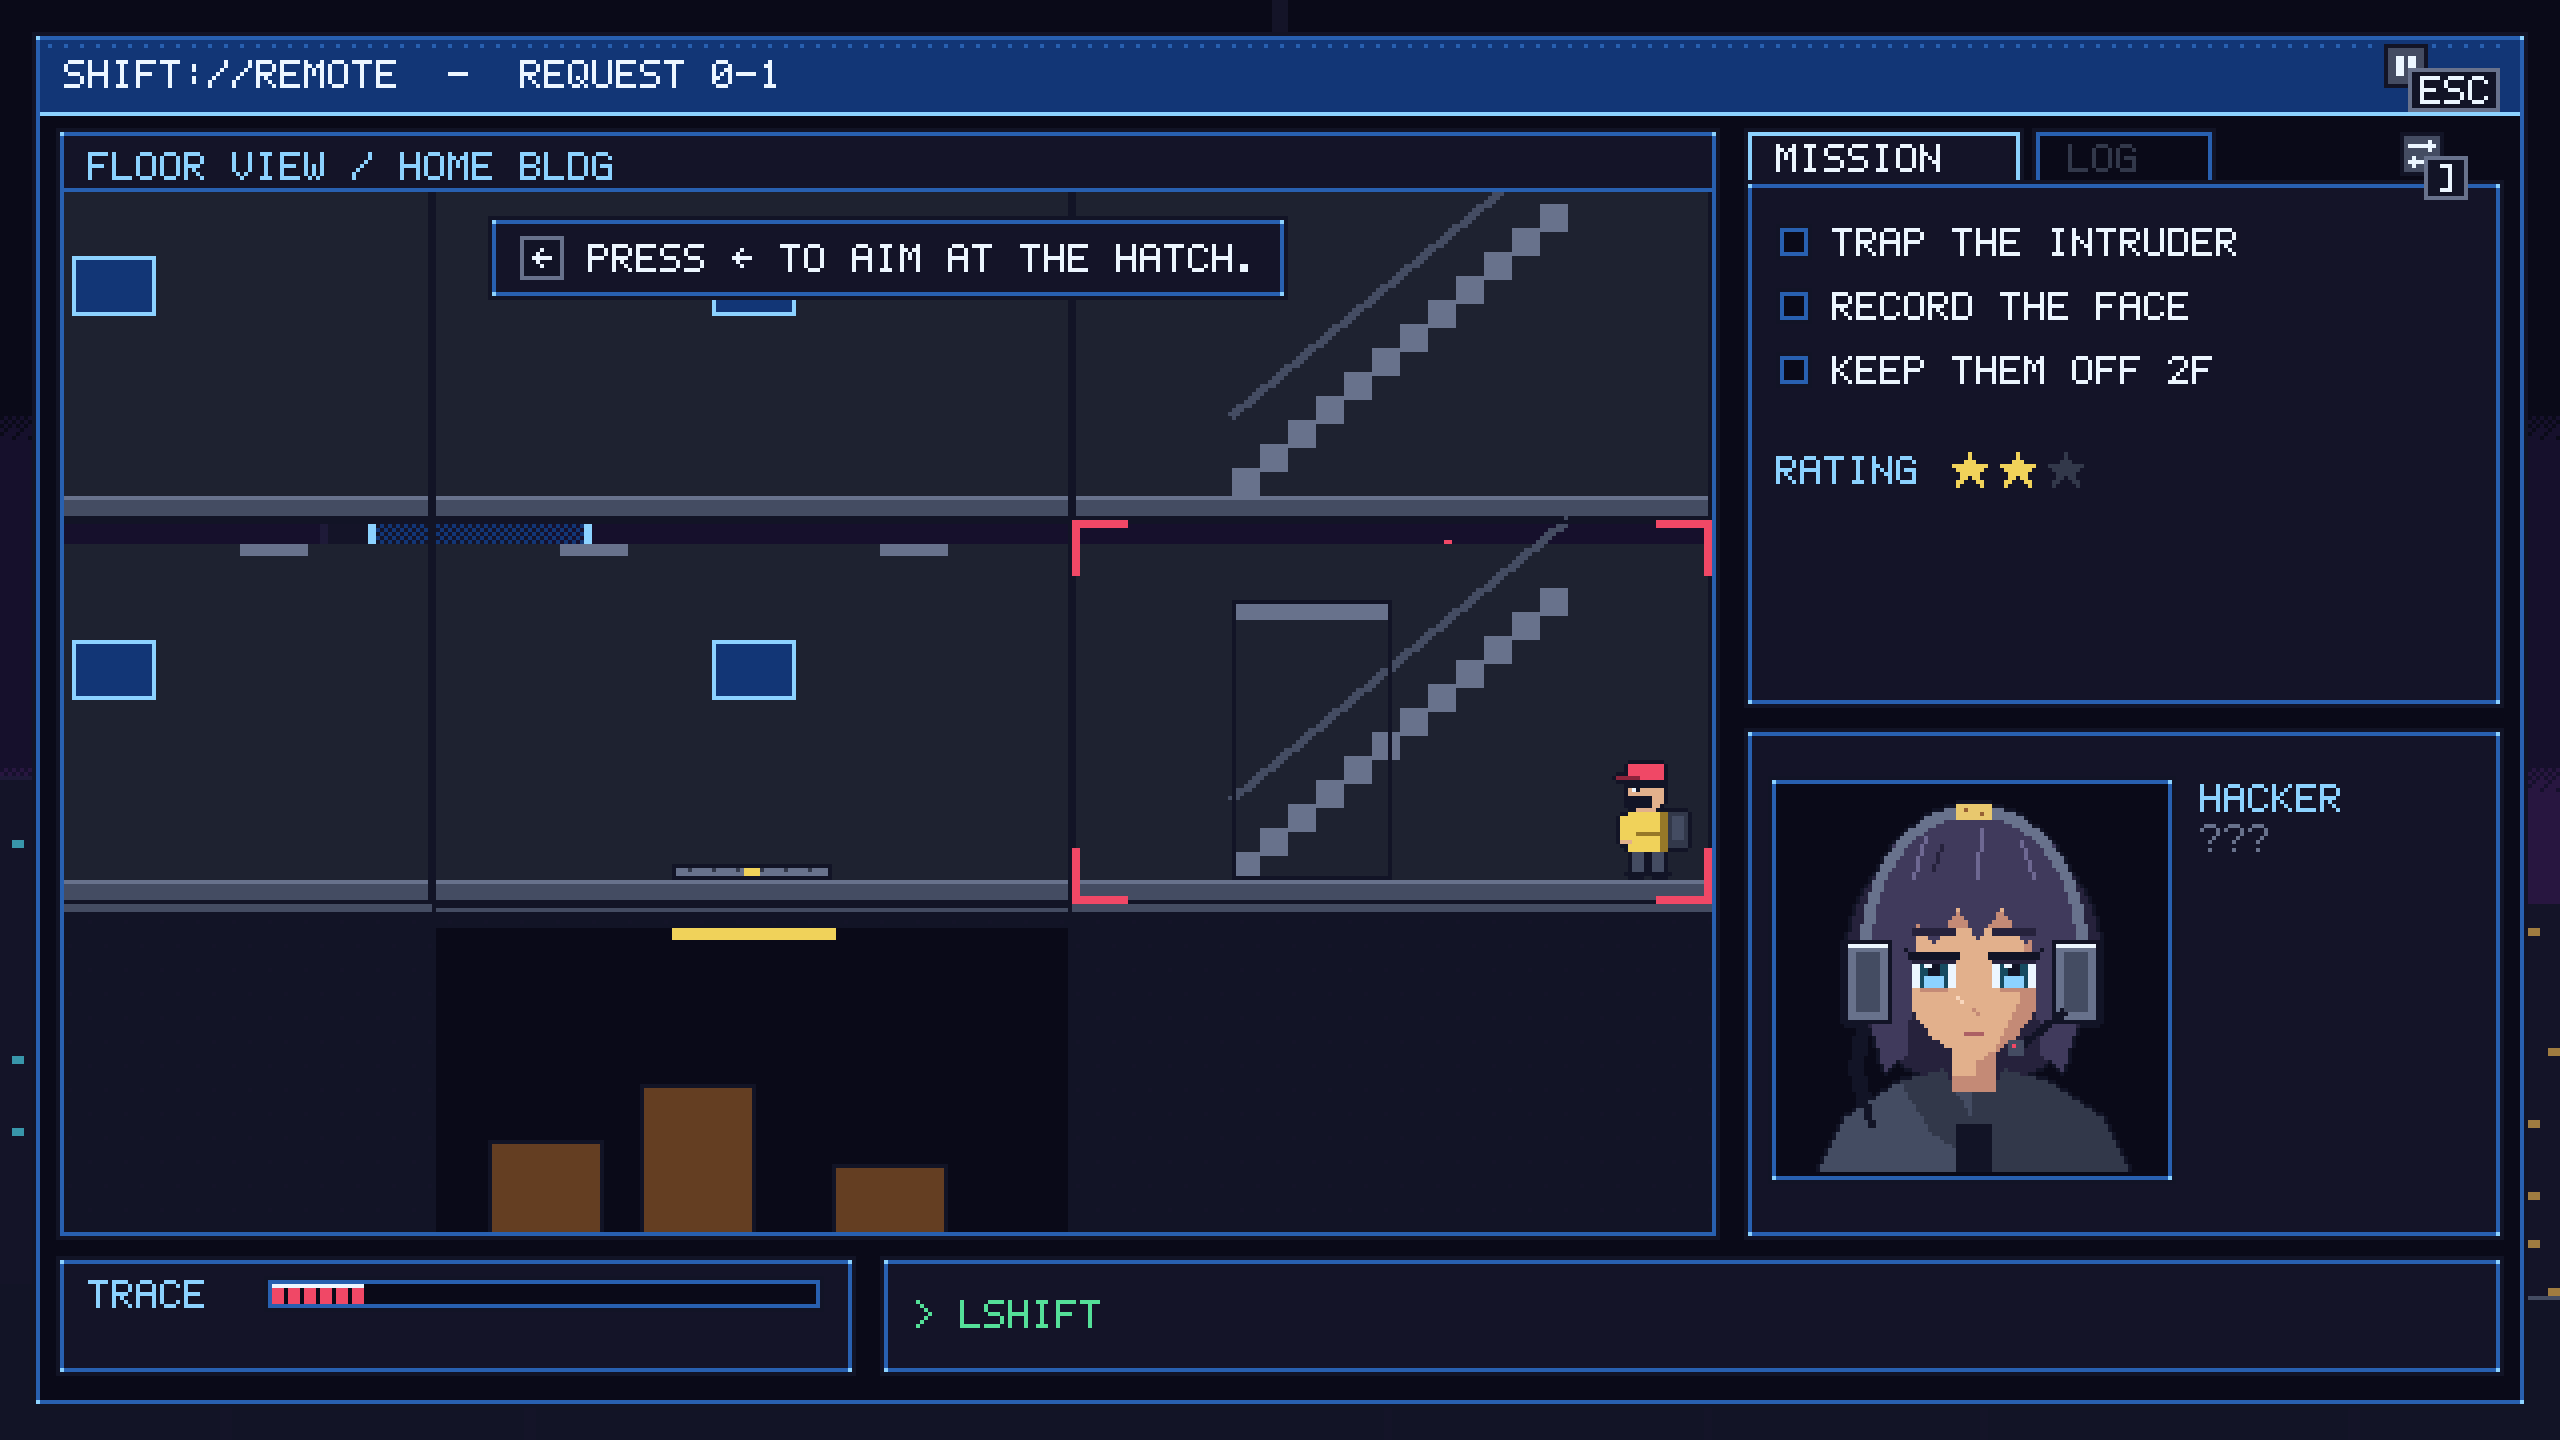 SHIFT://REMOTE - REQUEST 0-1
ESC
FLOOR VIEW / HOME BLDG
← PRESS ← TO AIM AT THE HATCH.
MISSION
LOG
]
TRAP THE INTRUDER
RECORD THE FACE
KEEP THEM OFF 2F
RATING
HACKER
???
TRACE
> LSHIFT